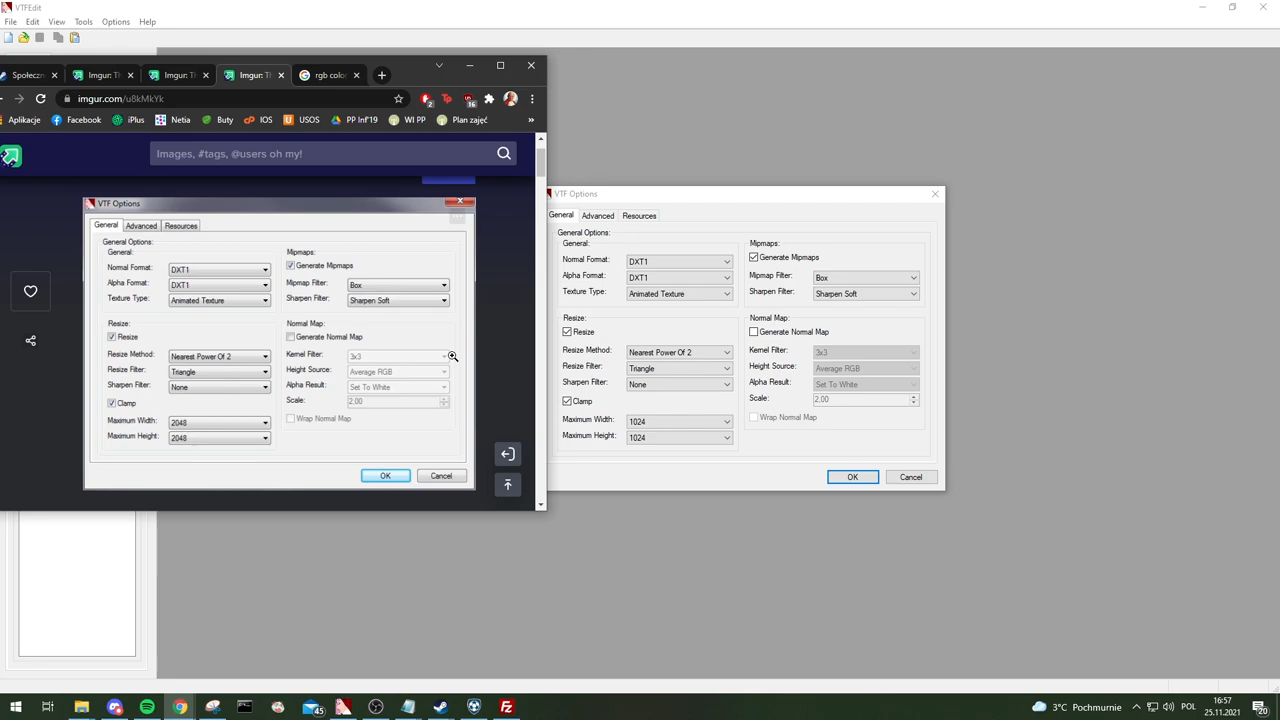 VTFEdit
File Edit View Tools Options Help
Społeczno Imgur: Th Imgur: Th Imgur: Th rgb color
imgur.com/u8kMkYk
2 16
Aplikacje Facebook iPlus Netia Buty IOS USOS PP Inf'19 WI PP Plan zajęć »
Images, #tags, @users oh my!
VTF Options
General Advanced Resources
General Options:
General:
Normal Format: DXT1
Alpha Format: DXT1
Texture Type: Animated Texture
Mipmaps:
Generate Mipmaps
Mipmap Filter: Box
Sharpen Filter: Sharpen Soft
Resize:
Resize
Resize Method: Nearest Power Of 2
Resize Filter: Triangle
Sharpen Filter: None
Clamp
Maximum Width: 2048
Maximum Height: 2048
Normal Map:
Generate Normal Map
Kernel Filter: 3x3
Height Source: Average RGB
Alpha Result: Set To White
Scale: 2,00
Wrap Normal Map
OK Cancel
VTF Options
General Advanced Resources
General Options:
General:
Normal Format: DXT1
Alpha Format: DXT1
Texture Type: Animated Texture
Mipmaps:
Generate Mipmaps
Mipmap Filter: Box
Sharpen Filter: Sharpen Soft
Resize:
Resize
Resize Method: Nearest Power Of 2
Resize Filter: Triangle
Sharpen Filter: None
Clamp
Maximum Width: 1024
Maximum Height: 1024
Normal Map:
Generate Normal Map
Kernel Filter: 3x3
Height Source: Average RGB
Alpha Result: Set To White
Scale: 2,00
Wrap Normal Map
OK Cancel
45
3°C Pochmurnie POL 16:57
25.11.2021 20